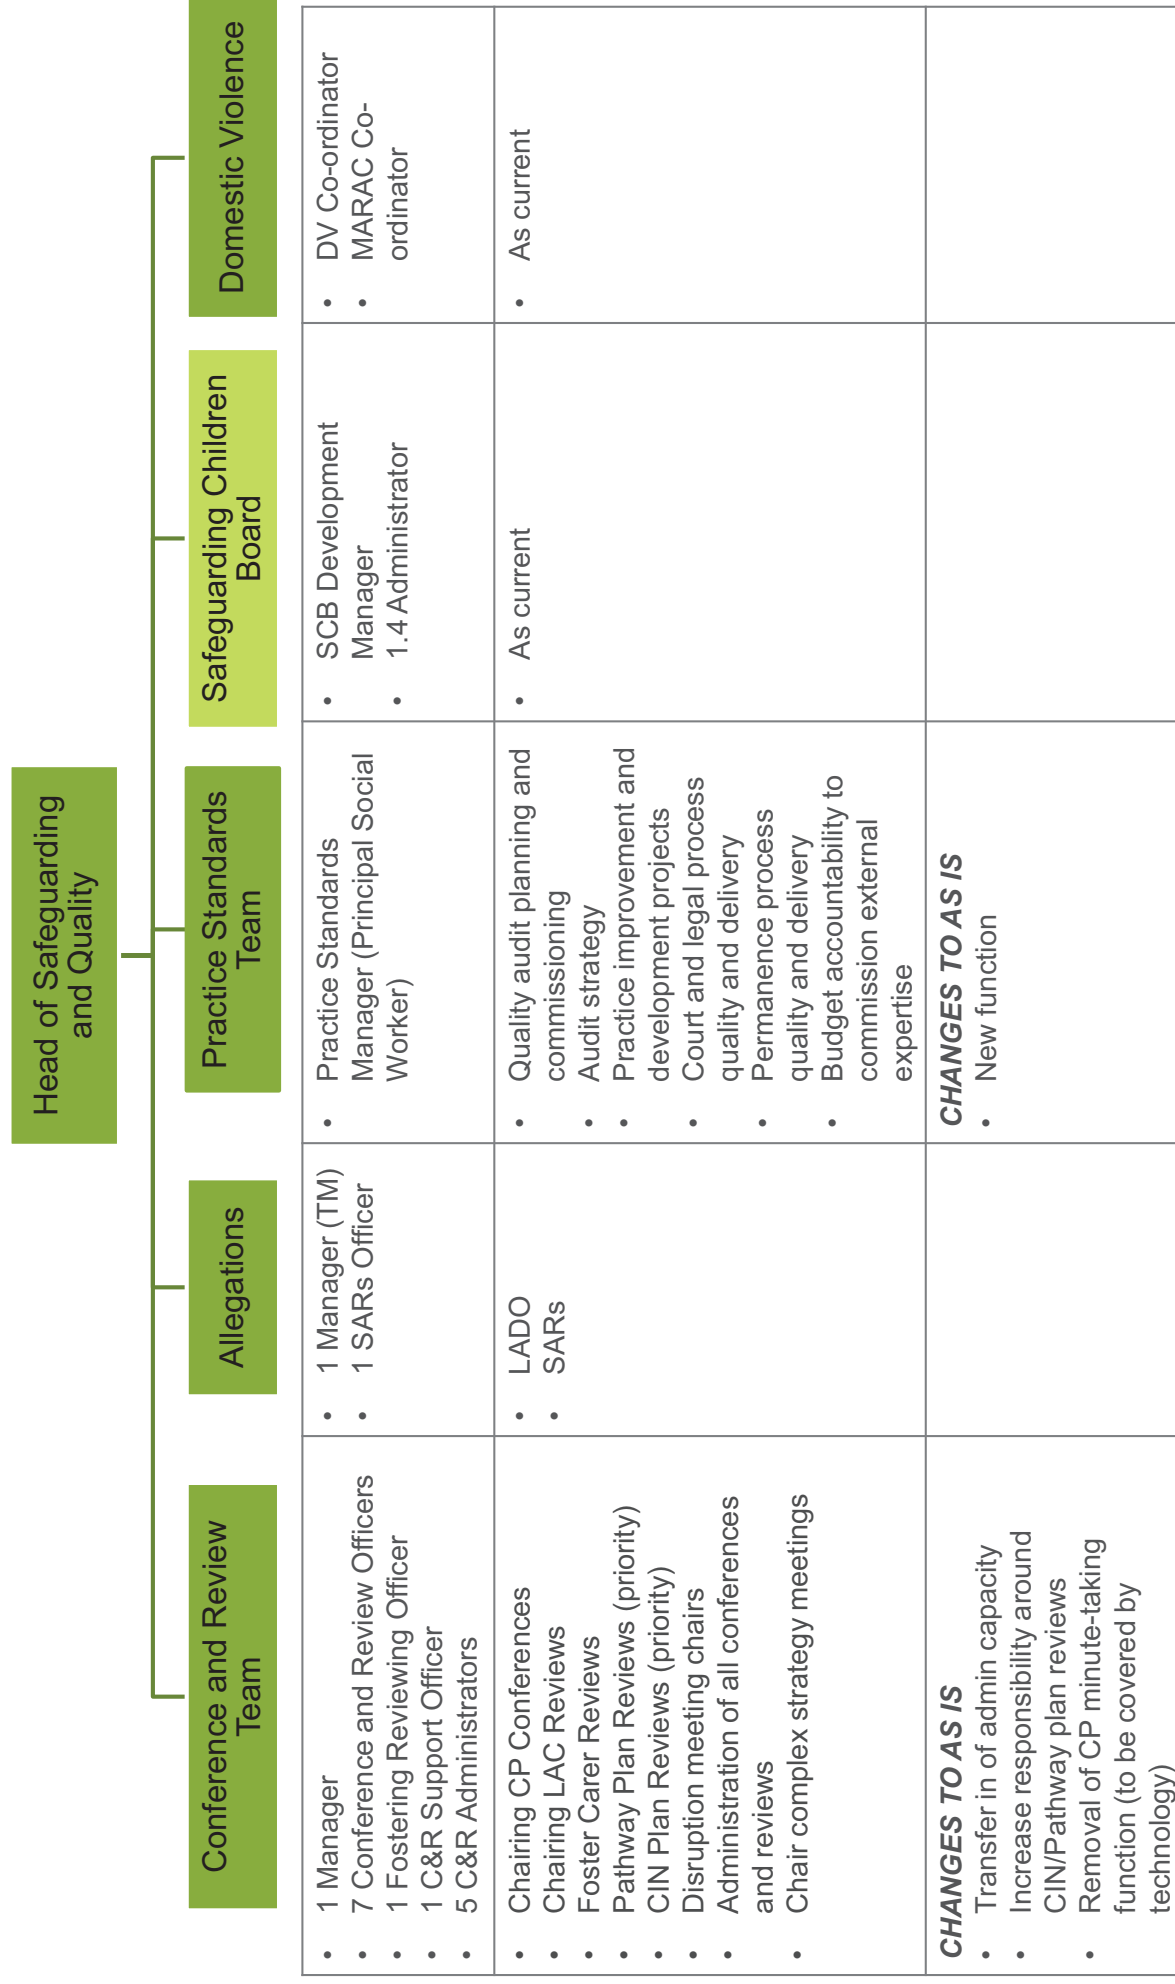 Head of Safeguarding
and Quality
Conference and Review
Team
Allegations
Practice Standards
Team
Safeguarding Children
Board
Domestic Violence
• 1 Manager
• 7 Conference and Review Officers
• 1 Fostering Reviewing Officer
• 1 C&R Support Officer
• 5 C&R Administrators
• 1 Manager (TM)
• 1 SARs Officer
• Practice Standards
Manager (Principal Social
Worker)
• SCB Development
Manager
• 1.4 Administrator
• DV Co-ordinator
• MARAC Co-
ordinator
• Chairing CP Conferences
• Chairing LAC Reviews
• Foster Carer Reviews
• Pathway Plan Reviews (priority)
• CIN Plan Reviews (priority)
• Disruption meeting chairs
• Administration of all conferences
and reviews
• Chair complex strategy meetings
• LADO
• SARs
• Quality audit planning and
commissioning
• Audit strategy
• Practice improvement and
development projects
• Court and legal process
quality and delivery
• Permanence process
quality and delivery
• Budget accountability to
commission external
expertise
• As current
• As current
CHANGES TO AS IS
• Transfer in of admin capacity
• Increase responsibility around
CIN/Pathway plan reviews
• Removal of CP minute-taking
function (to be covered by
technology)
CHANGES TO AS IS
• New function